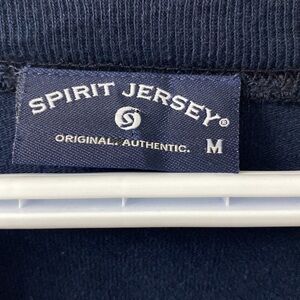 SPIRIT JERSEY®
ORIGINAL. AUTHENTIC. M